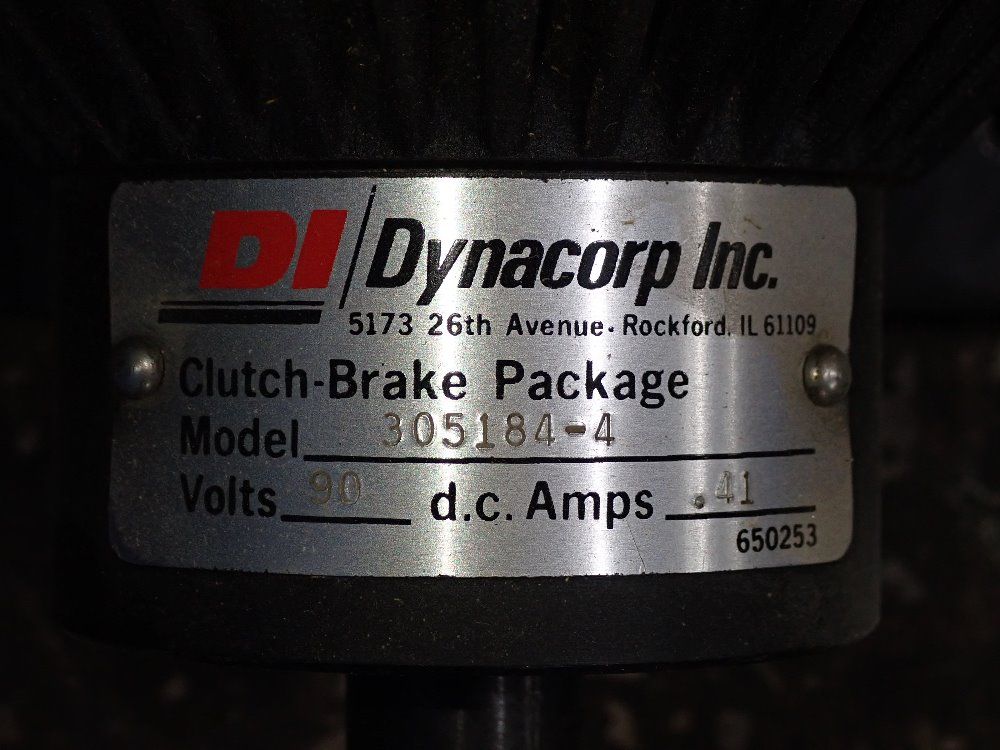 DI/Dynacorp Inc.
5173 26th Avenue · Rockford, IL 61109
Clutch-Brake Package
Model 305184-4
Volts 90 d.c. Amps .41
650253